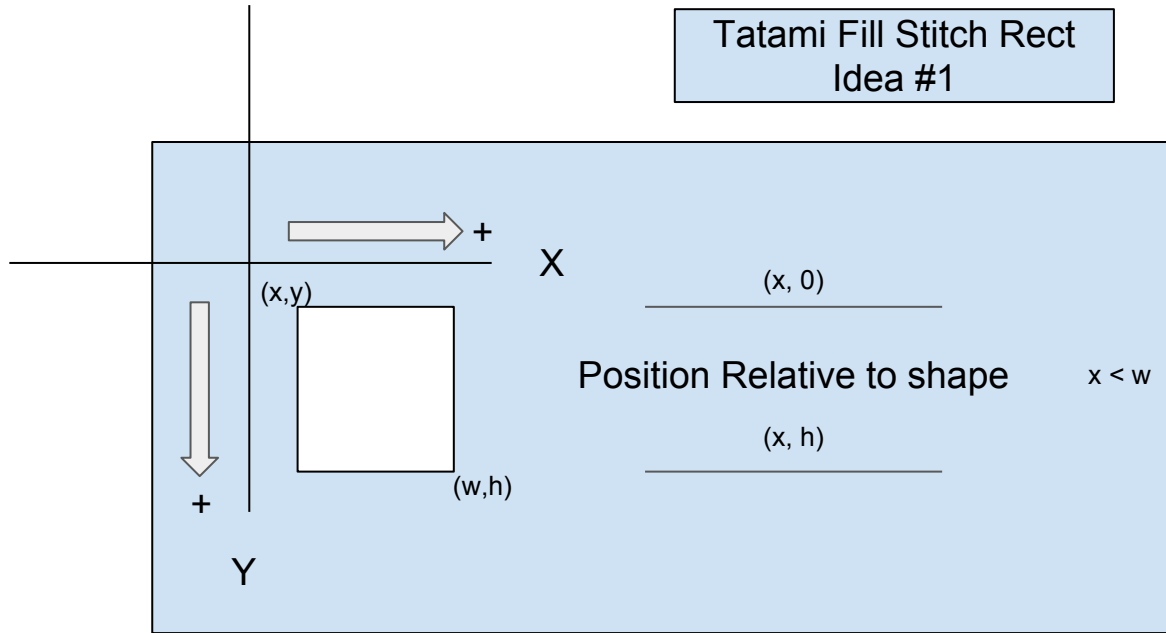 Tatami Fill Stitch Rect
Idea #1
+
X
(x,y)
(x, 0)
Position Relative to shape
x < w
(x, h)
(w,h)
+
Y